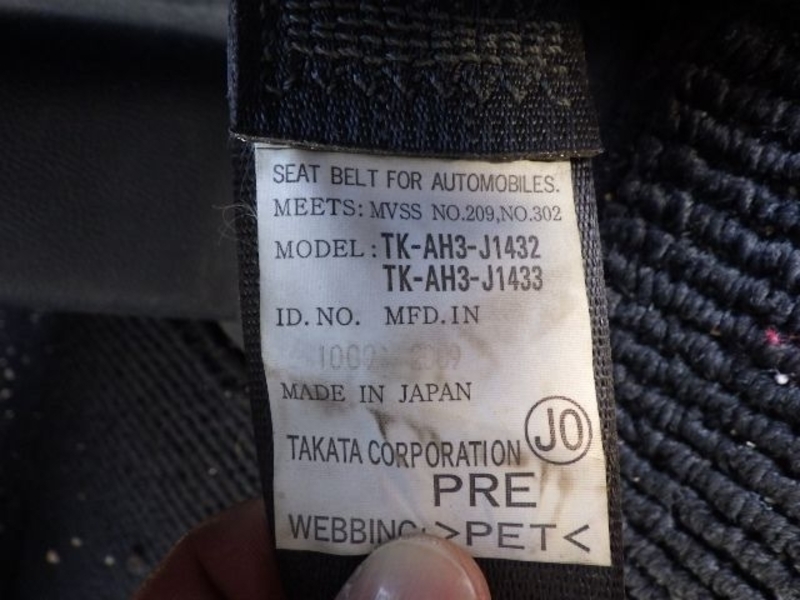 SEAT BELT FOR AUTOMOBILES.
MEETS: MVSS NO.209,NO.302
MODEL: TK-AH3-J1432
TK-AH3-J1433
ID. NO. MFD.IN
2009
MADE IN JAPAN
JO
TAKATA CORPORATION
PRE
WEBBING: >PET<